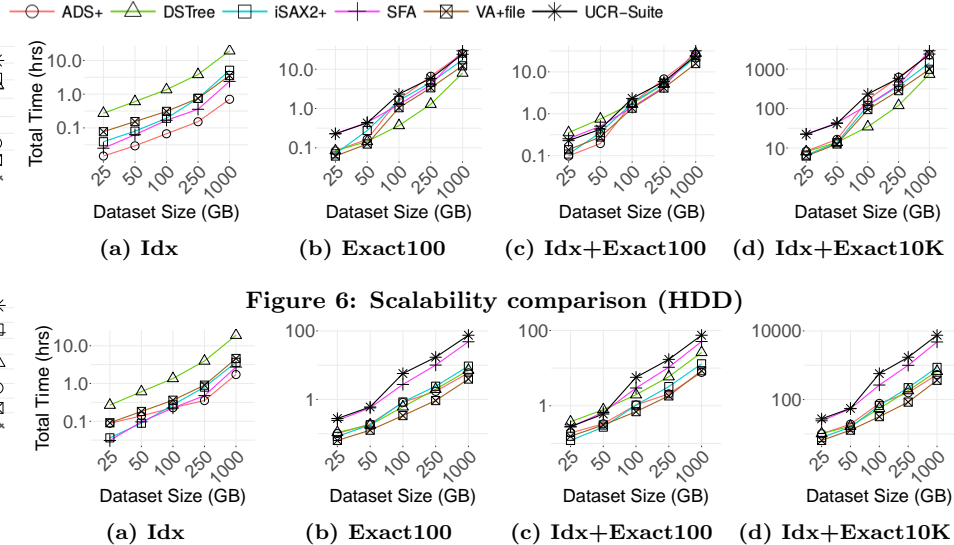 ADS+ DSTree iSAX2+ SFA VA+file UCR−Suite
Total Time (hrs)
10.0
1.0
0.1
25 50 100 250 1000
Dataset Size (GB)
(a) Idx
10.0
1.0
0.1
25 50 100 250 1000
Dataset Size (GB)
(b) Exact100
10.0
1.0
0.1
25 50 100 250 1000
Dataset Size (GB)
(c) Idx+Exact100
1000
100
10
25 50 100 250 1000
Dataset Size (GB)
(d) Idx+Exact10K
Figure 6: Scalability comparison (HDD)
Total Time (hrs)
10.0
1.0
0.1
25 50 100 250 1000
Dataset Size (GB)
(a) Idx
100
1
25 50 100 250 1000
Dataset Size (GB)
(b) Exact100
100
1
25 50 100 250 1000
Dataset Size (GB)
(c) Idx+Exact100
10000
100
25 50 100 250 1000
Dataset Size (GB)
(d) Idx+Exact10K